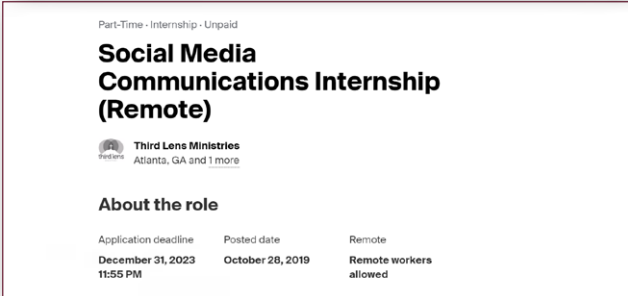 Part-Time · Internship · Unpaid
Social Media
Communications Internship
(Remote)
thirdlens
Third Lens Ministries
Atlanta, GA and 1 more
About the role
Application deadline Posted date Remote
December 31, 2023 October 28, 2019 Remote workers
11:55 PM allowed